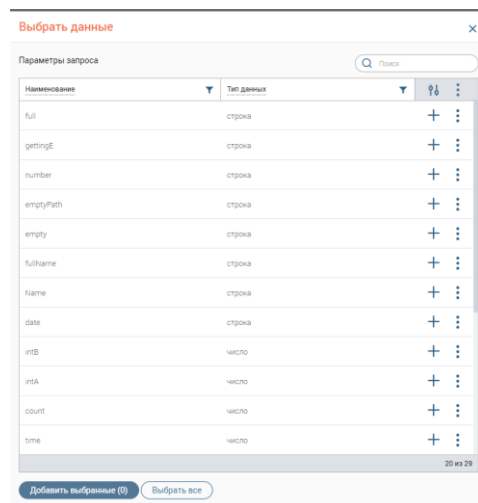 Выбрать данные
Параметры запроса
Поиск
Наименование Тип данных
full строка
gettingE строка
number строка
emptyPath строка
empty строка
fullName строка
Name строка
date строка
intB число
intA число
count число
time число
20 из 29
Добавить выбранные (0) Выбрать все